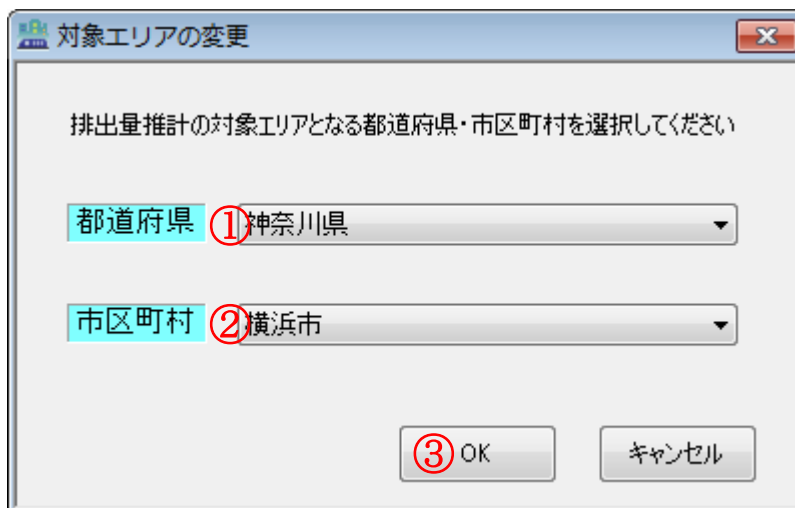 対象エリアの変更
排出量推計の対象エリアとなる都道府県・市区町村を選択してください
都道府県 ①神奈川県
市区町村 ②横浜市
③OK キャンセル